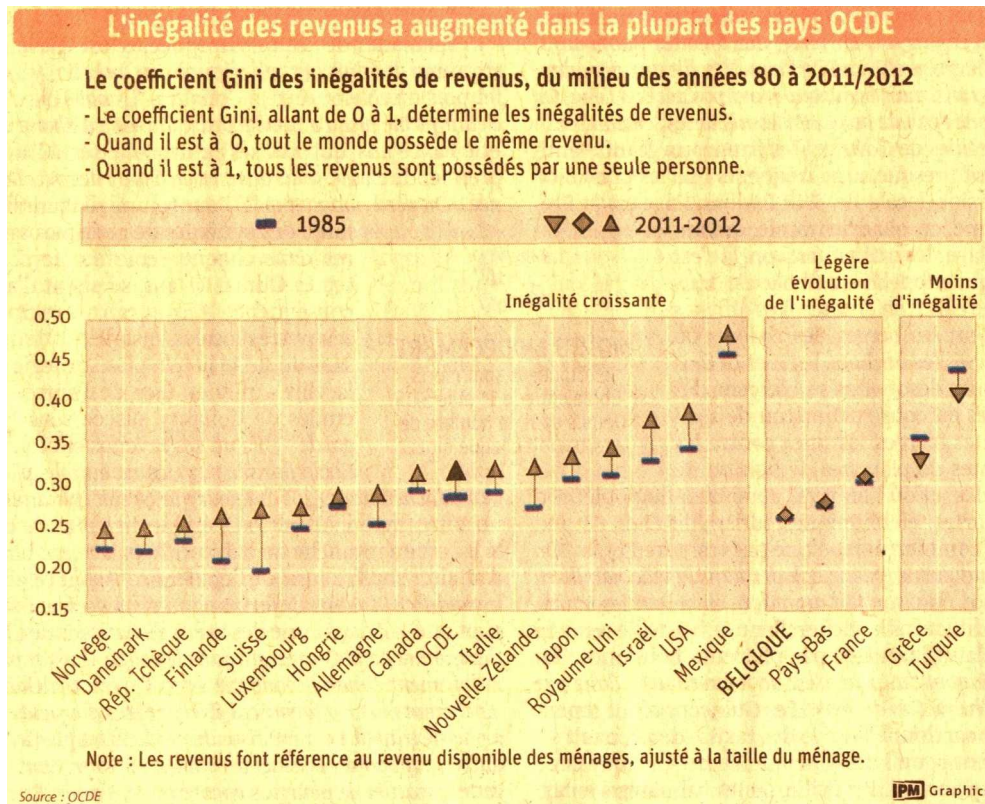 L'inégalité des revenus a augmenté dans la plupart des pays OCDE
Le coefficient Gini des inégalités de revenus, du milieu des années 80 à 2011/2012
- Le coefficient Gini, allant de 0 à 1, détermine les inégalités de revenus.
- Quand il est à 0, tout le monde possède le même revenu.
- Quand il est à 1, tous les revenus sont possédés par une seule personne.
1985
2011-2012
Inégalité croissante
Légère
évolution
de l'inégalité
Moins
d'inégalité
0.50
0.45
0.40
0.35
0.30
0.25
0.20
0.15
Norvège
Danemark
Rép. Tchèque
Finlande
Suisse
Luxembourg
Hongrie
Allemagne
Canada
OCDE
Italie
Nouvelle-Zélande
Japon
Royaume-Uni
Israël
USA
Mexique
BELGIQUE
Pays-Bas
France
Grèce
Turquie
Note : Les revenus font référence au revenu disponible des ménages, ajusté à la taille du ménage.
Source : OCDE
IPM Graphic